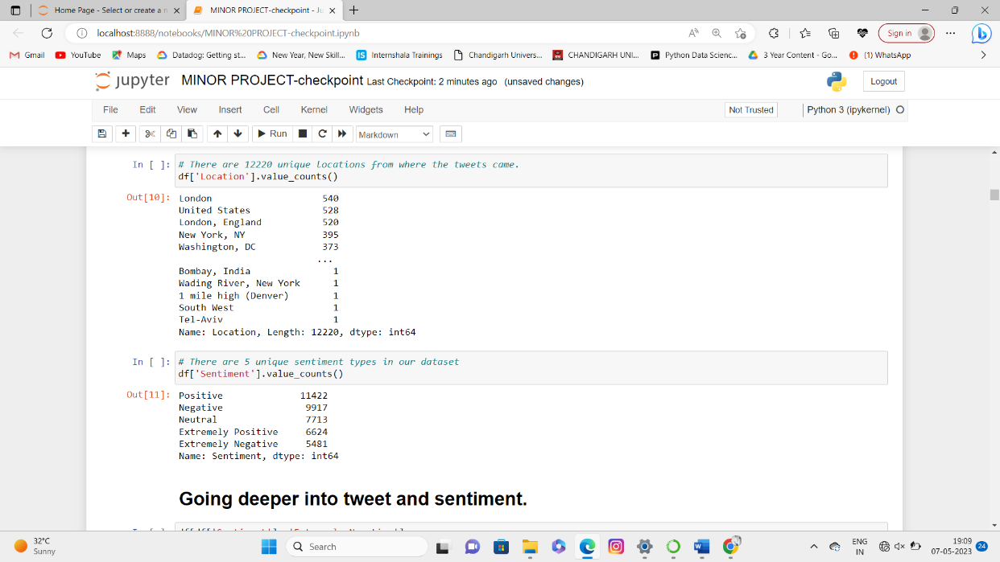 Home Page - Select or create a n
MINOR PROJECT-checkpoint - Ju
localhost:8888/notebooks/MINOR%20PROJECT-checkpoint.ipynb
Sign in
Gmail YouTube Maps Datadog: Getting st... New Year, New Skill... Internshala Trainings Chandigarh Univers... CHANDIGARH UNI... Python Data Scienc... 3 Year Content - Go... (1) WhatsApp
jupyter MINOR PROJECT-checkpoint Last Checkpoint: 2 minutes ago (unsaved changes)
Logout
File Edit View Insert Cell Kernel Widgets Help
Not Trusted
Python 3 (ipykernel)
Run
Markdown
In [ ]: # There are 12220 unique locations from where the tweets came.
df['Location'].value_counts()
Out[10]: London 540
United States 528
London, England 520
New York, NY 395
Washington, DC 373
...
Bombay, India 1
Wading River, New York 1
1 mile high (Denver) 1
South West 1
Tel-Aviv 1
Name: Location, Length: 12220, dtype: int64
In [ ]: # There are 5 unique sentiment types in our dataset
df['Sentiment'].value_counts()
Out[11]: Positive 11422
Negative 9917
Neutral 7713
Extremely Positive 6624
Extremely Negative 5481
Name: Sentiment, dtype: int64
Going deeper into tweet and sentiment.
32°C
Sunny
Search
ENG
IN
19:09
07-05-2023
24